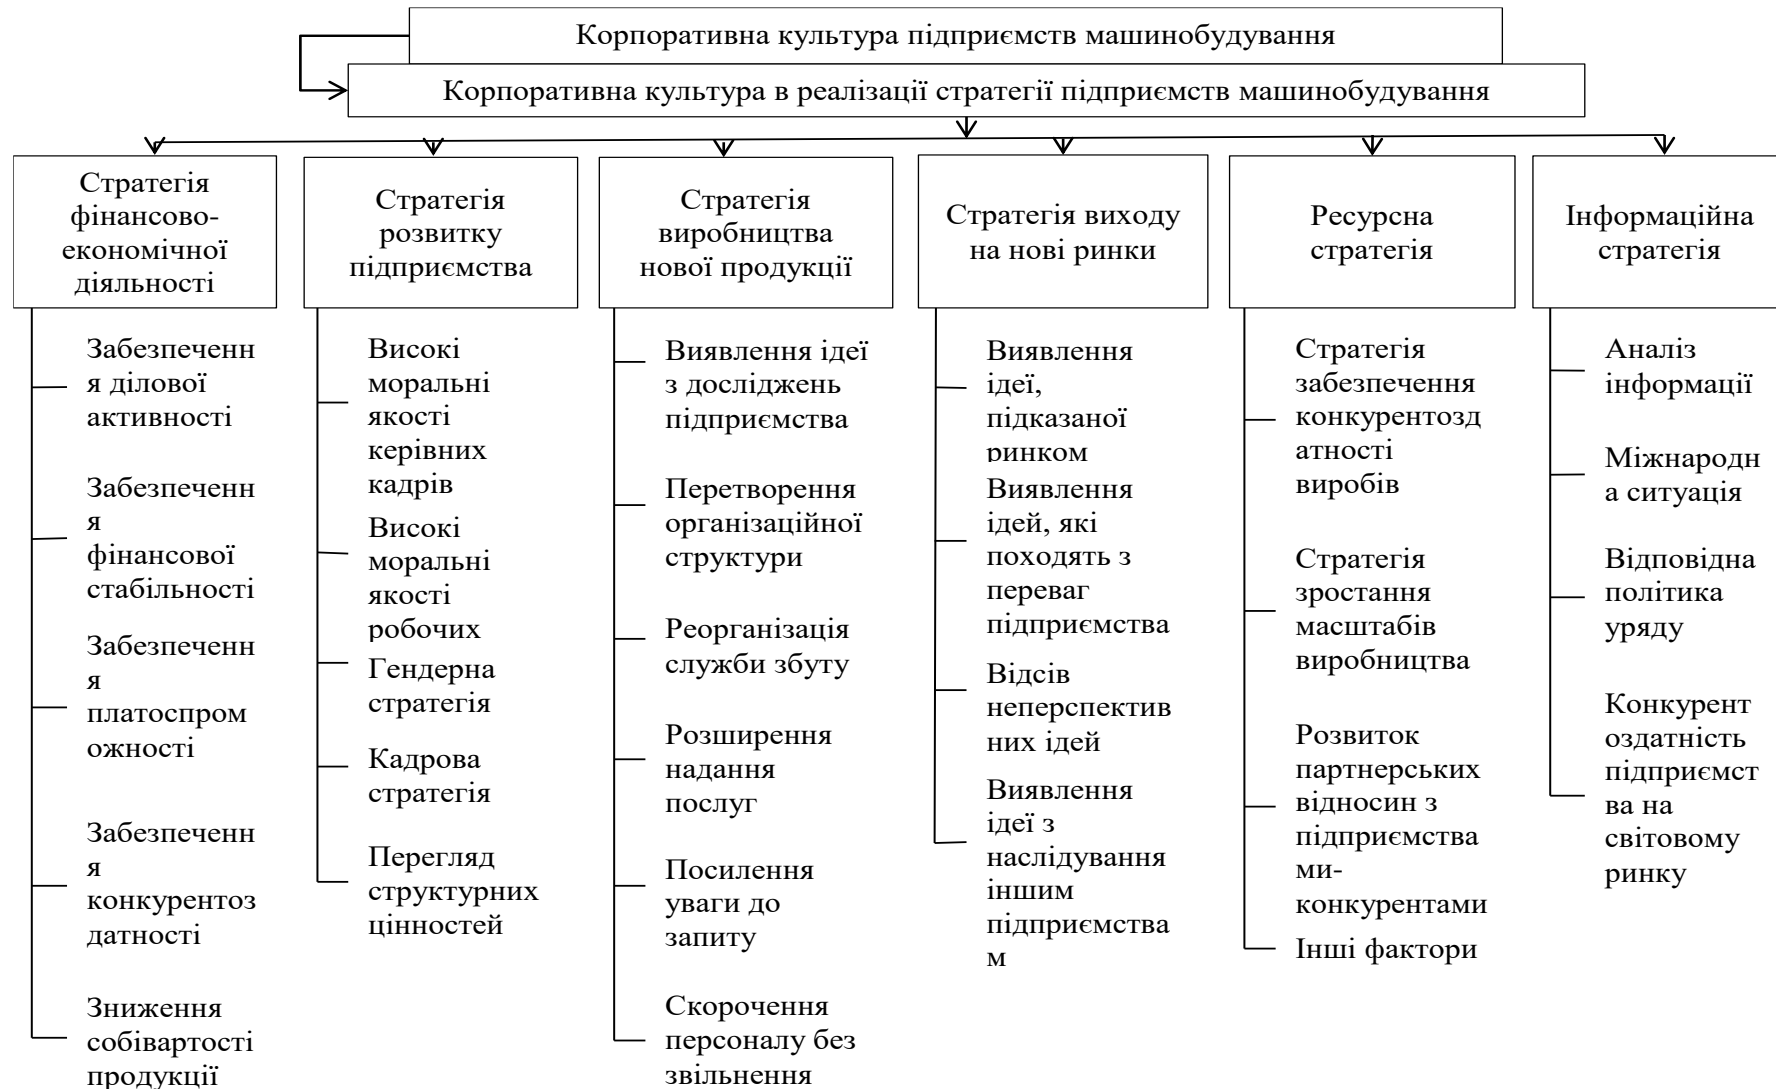 Корпоративна культура підприємств машинобудування
Корпоративна культура в реалізації стратегії підприємств машинобудування
Стратегія
фінансово-
економічної
діяльності
Стратегія
розвитку
підприємства
Стратегія
виробництва
нової продукції
Стратегія виходу
на нові ринки
Ресурсна
стратегія
Інформаційна
стратегія
Забезпеченн
я ділової
активності
Забезпеченн
я
фінансової
стабільності
Забезпеченн
я
платоспром
ожності
Забезпеченн
я
конкурентоз
датності
Зниження
собівартості
продукції
Високі
моральні
якості
керівних
кадрів
Високі
моральні
якості
робочих
Гендерна
стратегія
Кадрова
стратегія
Перегляд
структурних
цінностей
Виявлення ідеї
з досліджень
підприємства
Перетворення
організаційної
структури
Реорганізація
служби збуту
Розширення
надання
послуг
Посилення
уваги до
запиту
Скорочення
персоналу без
звільнення
Виявлення
ідеї,
підказаної
ринком
Виявлення
ідей, які
походять з
переваг
підприємства
Відсів
неперспектив
них ідей
Виявлення
ідеї з
наслідування
іншим
підприємства
м
Стратегія
забезпечення
конкурентозд
атності
виробів
Стратегія
зростання
масштабів
виробництва
Розвиток
партнерських
відносин з
підприємства
ми-
конкурентами
Інші фактори
Аналіз
інформації
Міжнародн
а ситуація
Відповідна
політика
уряду
Конкурент
оздатність
підприємст
ва на
світовому
ринку